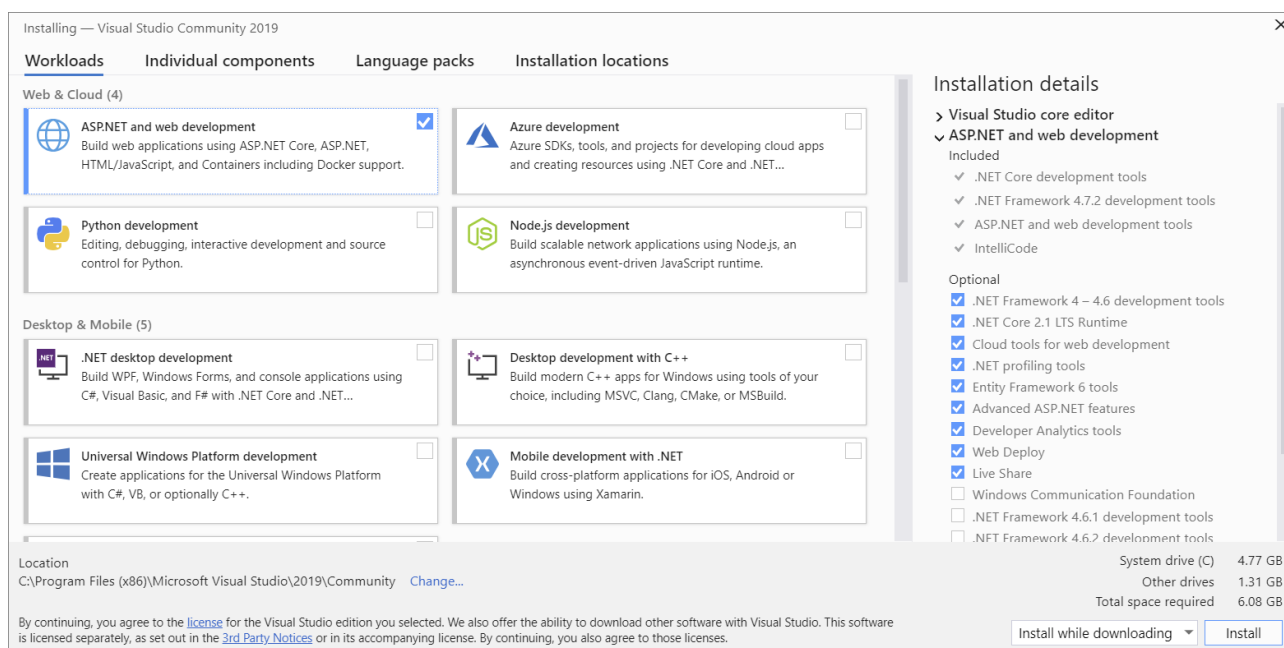 Installing — Visual Studio Community 2019
Workloads
Individual components
Language packs
Installation locations
Web & Cloud (4)
ASP.NET and web development
Build web applications using ASP.NET Core, ASP.NET,
HTML/JavaScript, and Containers including Docker support.
Azure development
Azure SDKs, tools, and projects for developing cloud apps
and creating resources using .NET Core and .NET...
Python development
Editing, debugging, interactive development and source
control for Python.
JS
Node.js development
Build scalable network applications using Node.js, an
asynchronous event-driven JavaScript runtime.
Desktop & Mobile (5)
.NET
.NET desktop development
Build WPF, Windows Forms, and console applications using
C#, Visual Basic, and F# with .NET Core and .NET...
Desktop development with C++
Build modern C++ apps for Windows using tools of your
choice, including MSVC, Clang, CMake, or MSBuild.
Universal Windows Platform development
Create applications for the Universal Windows Platform
with C#, VB, or optionally C++.
Mobile development with .NET
Build cross-platform applications for iOS, Android or
Windows using Xamarin.
Installation details
Visual Studio core editor
ASP.NET and web development
Included
.NET Core development tools
.NET Framework 4.7.2 development tools
ASP.NET and web development tools
IntelliCode
Optional
.NET Framework 4 – 4.6 development tools
.NET Core 2.1 LTS Runtime
Cloud tools for web development
.NET profiling tools
Entity Framework 6 tools
Advanced ASP.NET features
Developer Analytics tools
Web Deploy
Live Share
Windows Communication Foundation
.NET Framework 4.6.1 development tools
.NET Framework 4.6.2 development tools
Location
C:\Program Files (x86)\Microsoft Visual Studio\2019\Community Change...
System drive (C) 4.77 GB
Other drives 1.31 GB
Total space required 6.08 GB
By continuing, you agree to the license for the Visual Studio edition you selected. We also offer the ability to download other software with Visual Studio. This software
is licensed separately, as set out in the 3rd Party Notices or in its accompanying license. By continuing, you also agree to those licenses.
Install while downloading
Install